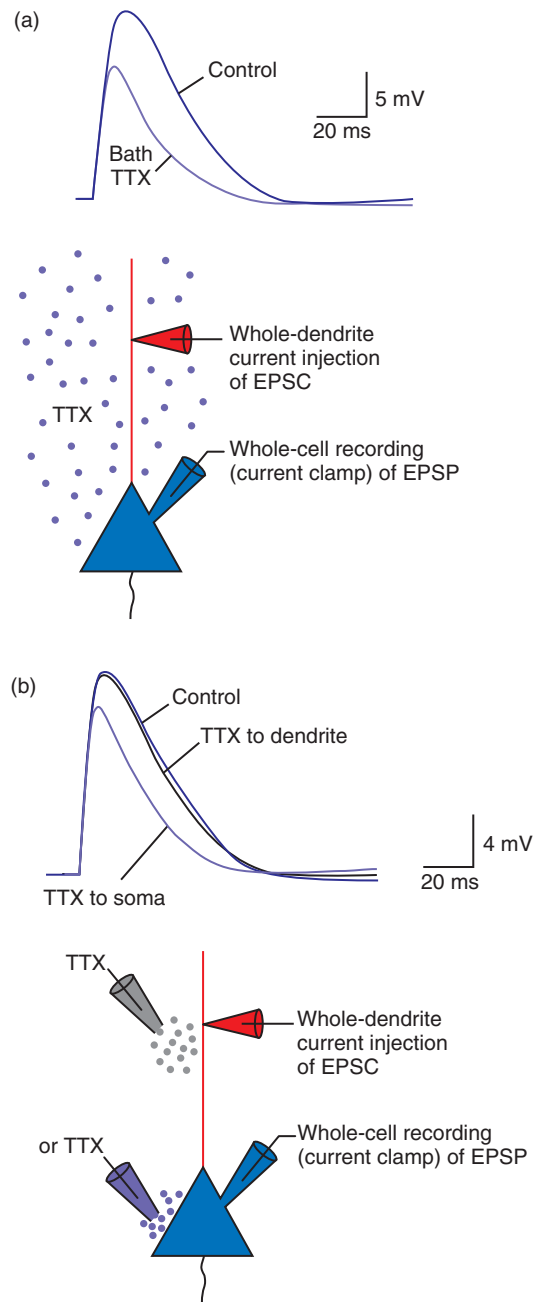 (a)
Control
5 mV
20 ms
Bath
TTX
Whole-dendrite
current injection
of EPSC
TTX
Whole-cell recording
(current clamp) of EPSP
(b)
Control
TTX to dendrite
4 mV
20 ms
TTX to soma
TTX
Whole-dendrite
current injection
of EPSC
or TTX
Whole-cell recording
(current clamp) of EPSP